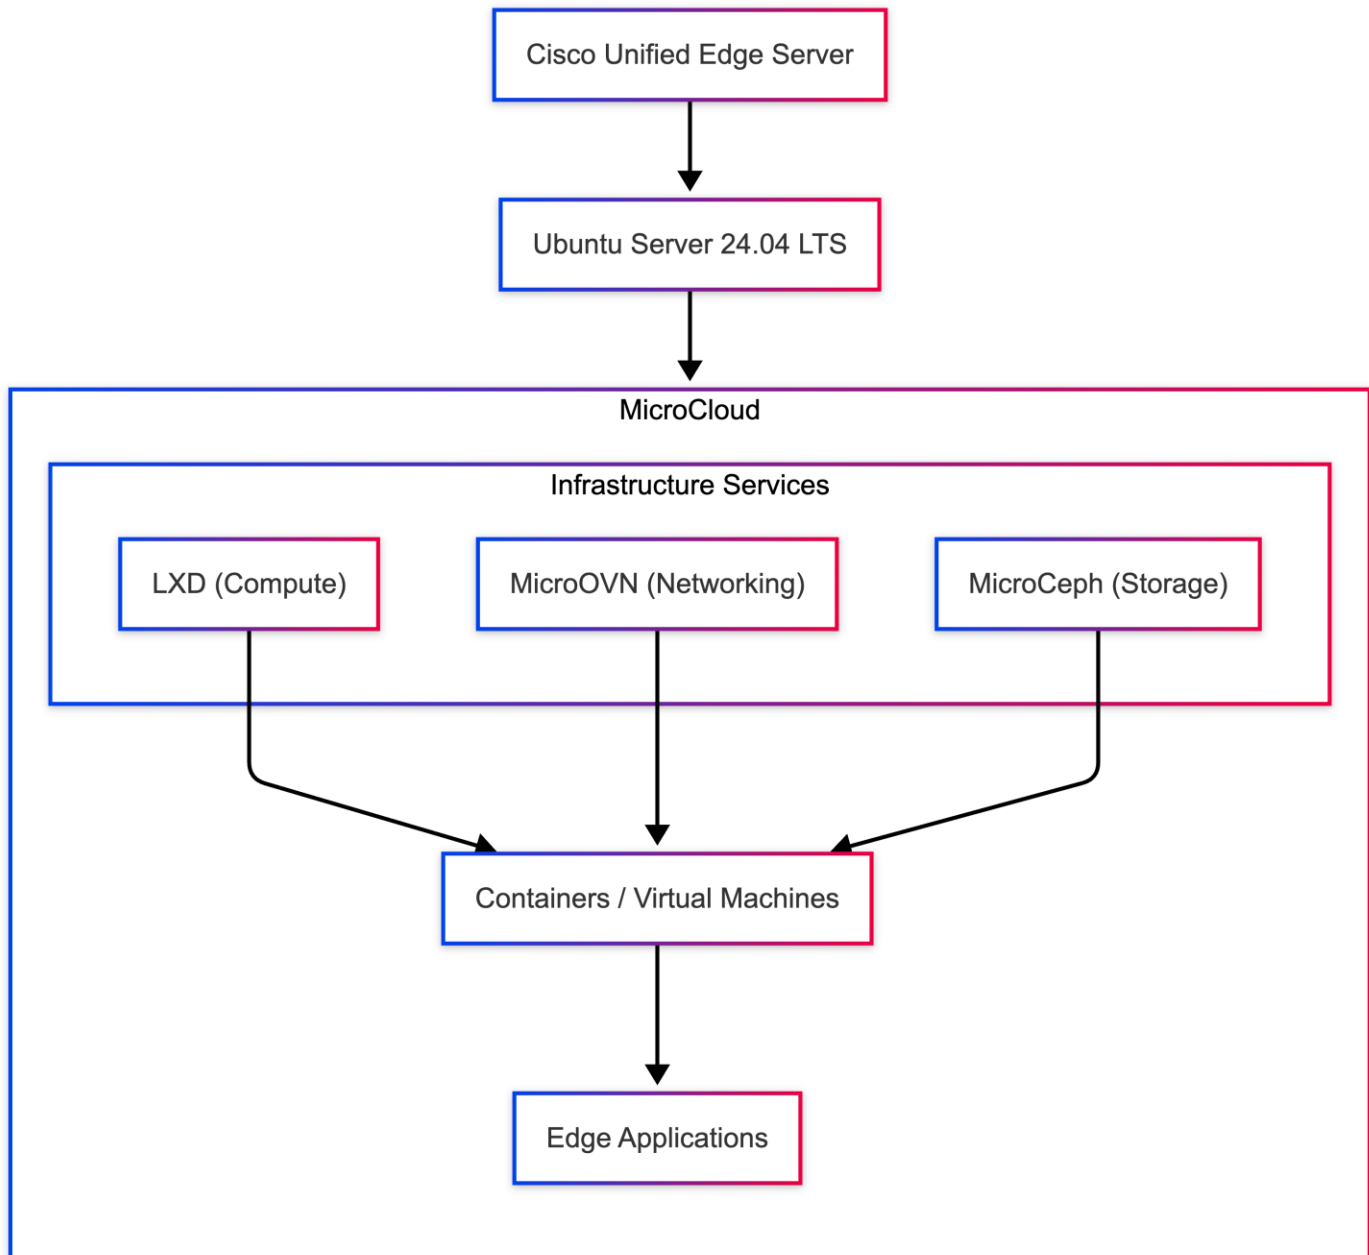 Cisco Unified Edge Server
Ubuntu Server 24.04 LTS
MicroCloud
Infrastructure Services
LXD (Compute)
MicroOVN (Networking)
MicroCeph (Storage)
Containers / Virtual Machines
Edge Applications